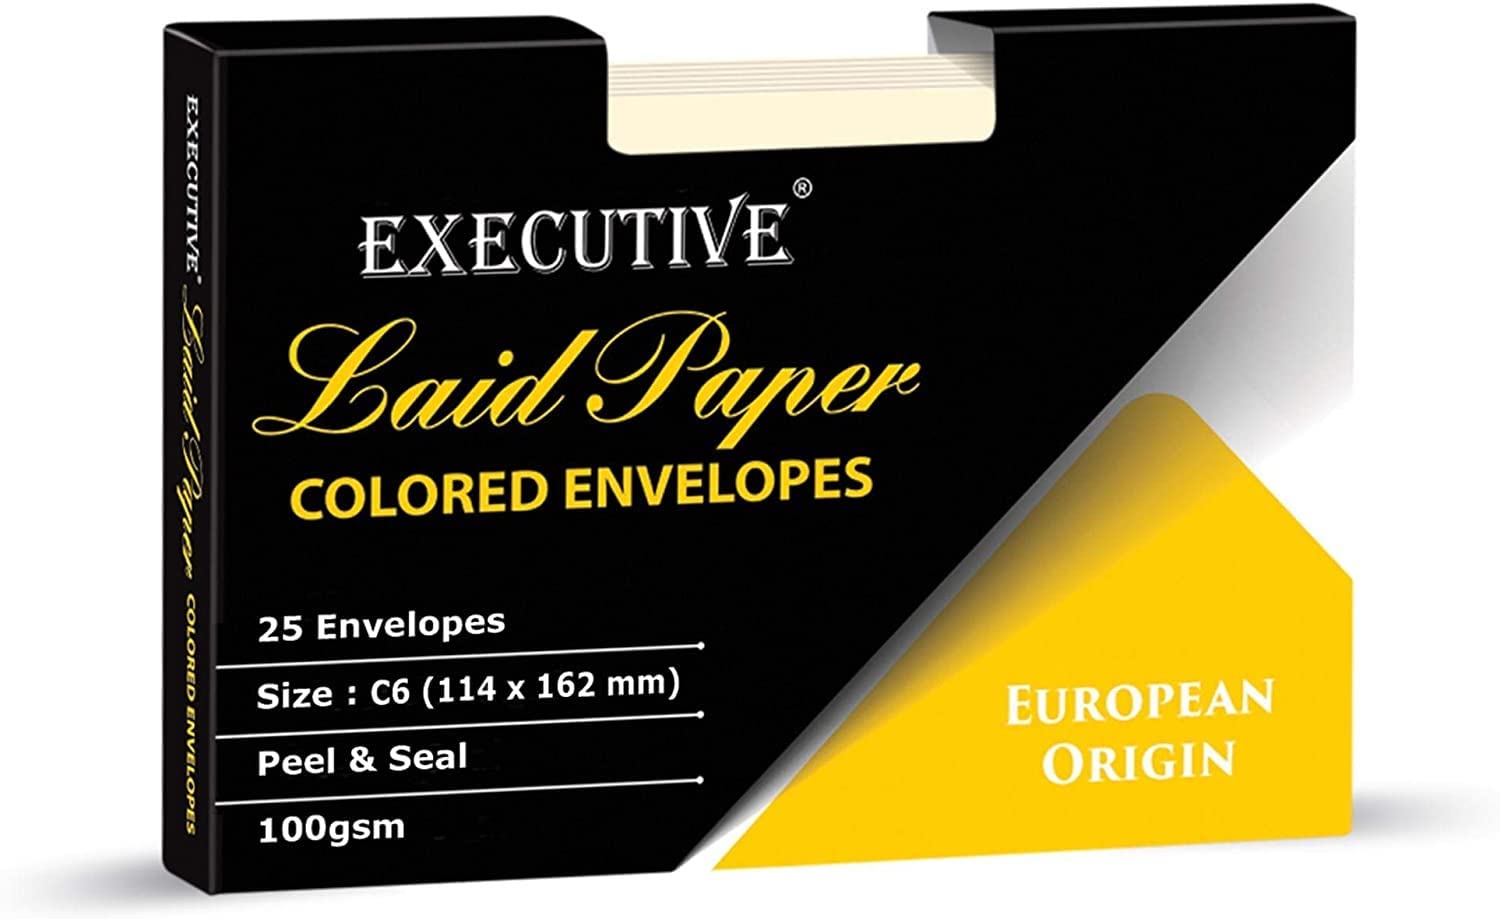 EXECUTIVE®
Laid Paper
COLORED ENVELOPES
25 Envelopes
Size : C6 (114 x 162 mm)
Peel & Seal
100gsm
EUROPEAN
ORIGIN
EXECUTIVE® Laid Paper COLORED ENVELOPES